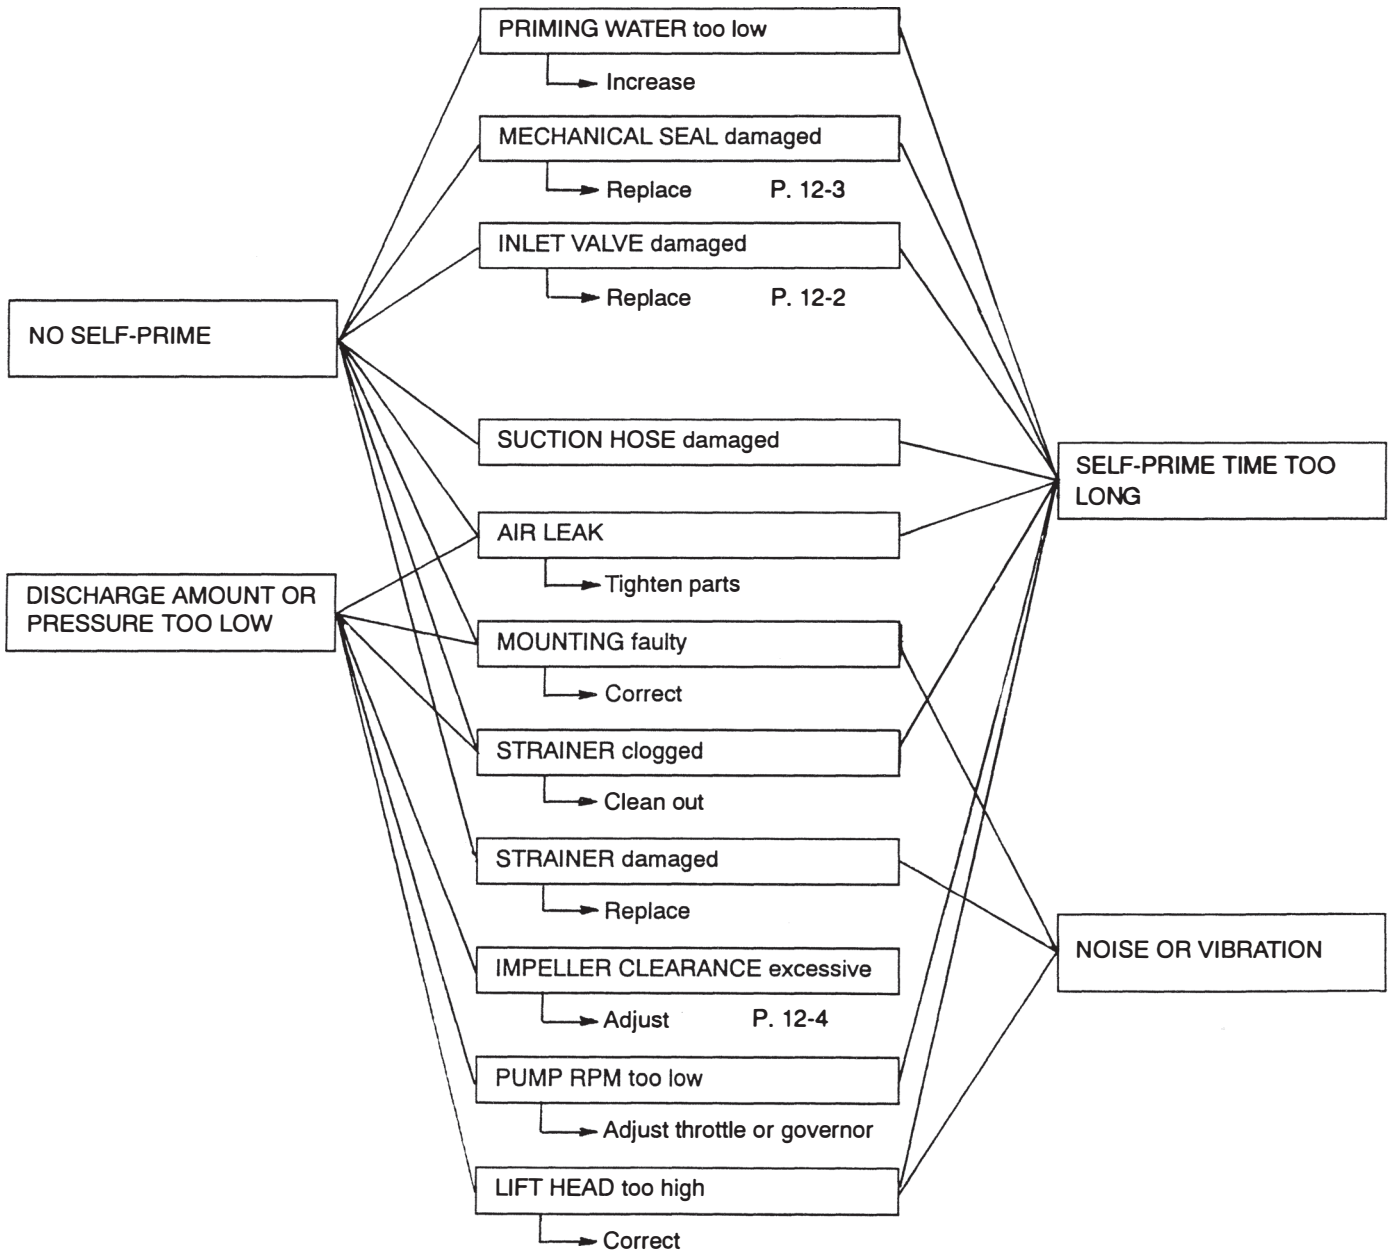 PRIMING WATER too low
Increase
MECHANICAL SEAL damaged
Replace P. 12-3
INLET VALVE damaged
Replace P. 12-2
NO SELF-PRIME
SUCTION HOSE damaged
SELF-PRIME TIME TOO
LONG
AIR LEAK
Tighten parts
DISCHARGE AMOUNT OR
PRESSURE TOO LOW
MOUNTING faulty
Correct
STRAINER clogged
Clean out
STRAINER damaged
Replace
NOISE OR VIBRATION
IMPELLER CLEARANCE excessive
Adjust P. 12-4
PUMP RPM too low
Adjust throttle or governor
LIFT HEAD too high
Correct